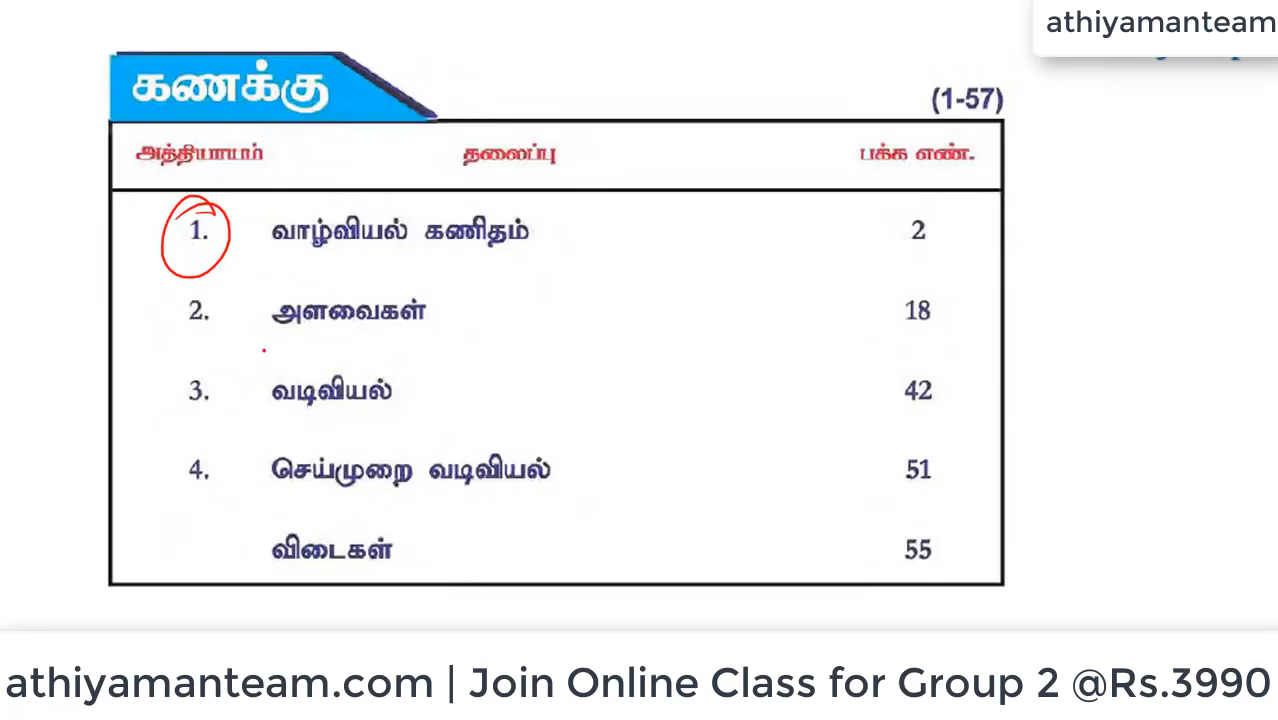 athiyamanteam
கணக்கு
(1-57)
அத்தியாயம் தலைப்பு பக்க எண்.
1. வாழ்வியல் கணிதம் 2
2. அளவைகள் 18
3. வடிவியல் 42
4. செய்முறை வடிவியல் 51
விடைகள் 55
athiyamanteam.com | Join Online Class for Group 2 @Rs.3990